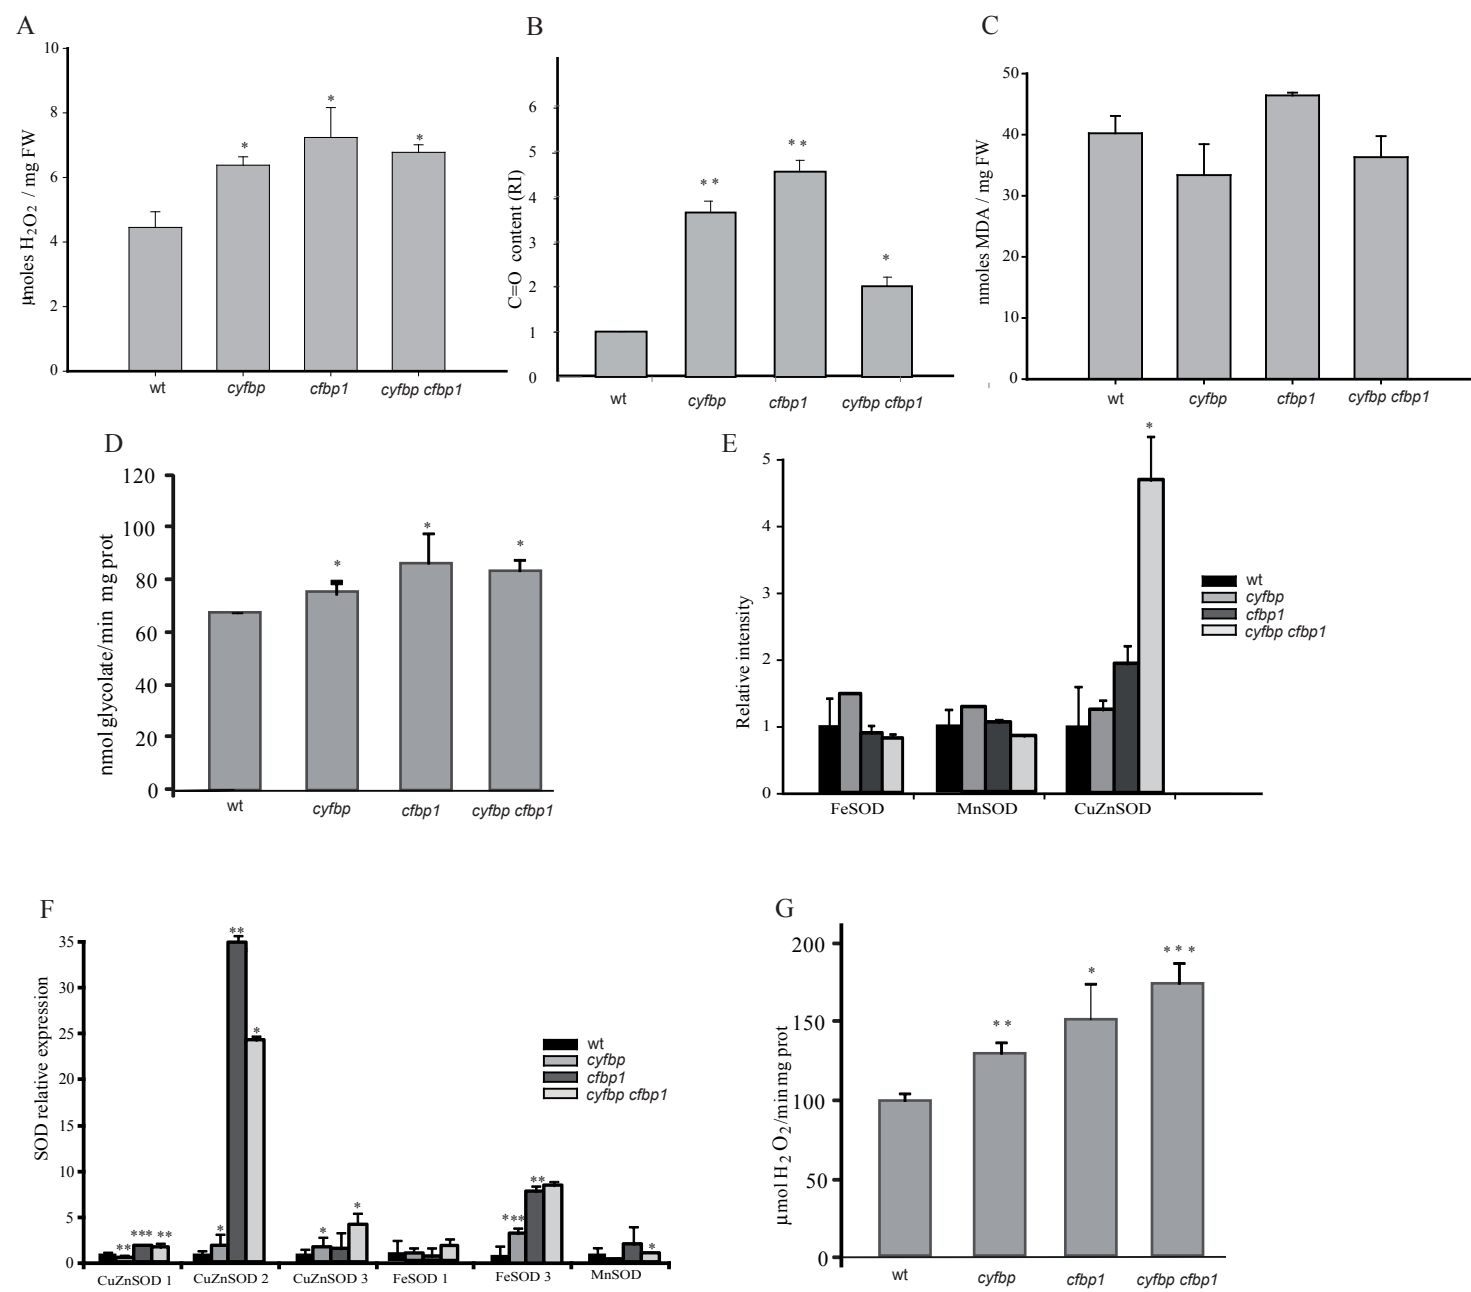 A
10
8
6
4
2
0
μmoles H2O2 / mg FW
*
*
*
wt cyfbp cfbp1 cyfbp cfbp1
B
6
5
4
3
2
1
0
C=O content (RI)
* *
* *
*
wt cyfbp cfbp1 cyfbp cfbp1
C
50
40
30
20
10
0
nmoles MDA / mg FW
wt cyfbp cfbp1 cyfbp cfbp1
D
120
100
80
60
40
20
0
nmol glycolate/min mg prot
*
*
*
wt cyfbp cfbp1 cyfbp cfbp1
E
5
4
3
2
1
0
Relative intensity
*
wt
cyfbp
cfbp1
cyfbp cfbp1
FeSOD MnSOD CuZnSOD
F
35
30
25
20
15
10
5
0
SOD relative expression
** *** **
* ** *
* *
*** **
*
wt
cyfbp
cfbp1
cyfbp cfbp1
CuZnSOD 1 CuZnSOD 2 CuZnSOD 3 FeSOD 1 FeSOD 3 MnSOD
G
200
150
100
50
0
μmol H2O2/min mg prot
* *
*
* * *
wt cyfbp cfbp1 cyfbp cfbp1